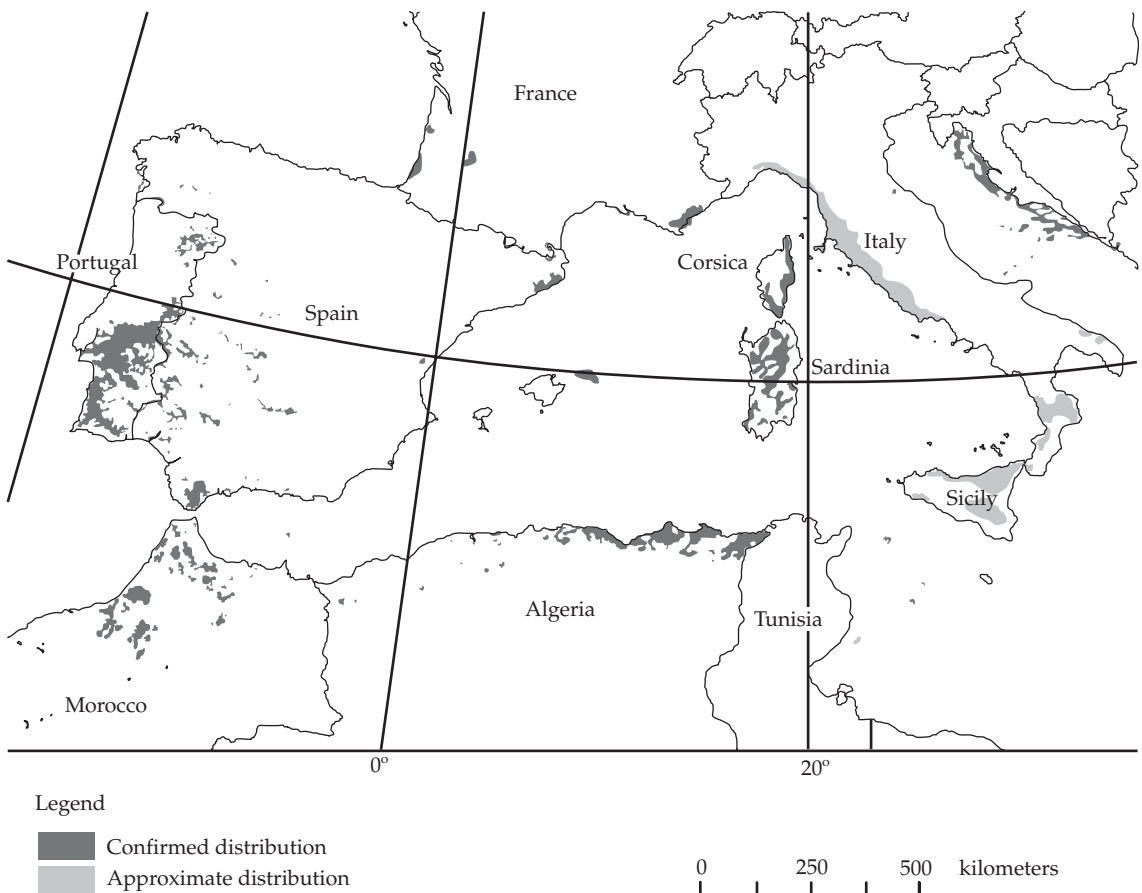 France
Portugal
Italy
Corsica
Spain
Sardinia
Sicily
Algeria
Tunisia
Morocco
0º
20º
Legend
Confirmed distribution
Approximate distribution
0 250 500 kilometers